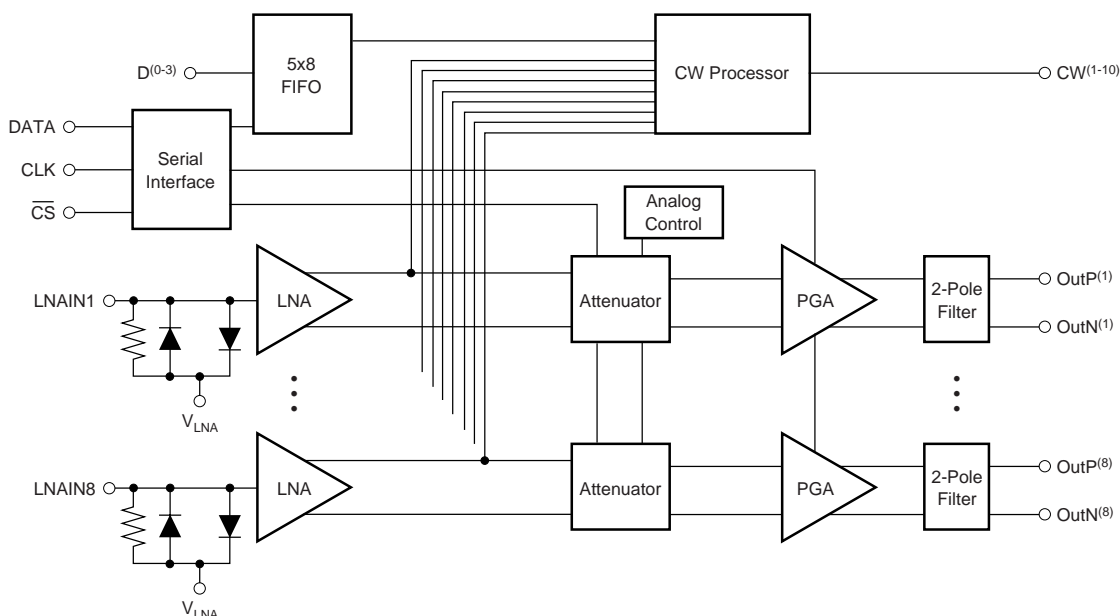 D(0-3)
5x8
FIFO
CW Processor
CW(1-10)
DATA
CLK
CS
Serial
Interface
Analog
Control
LNAIN1
LNA
Attenuator
PGA
2-Pole
Filter
OutP(1)
OutN(1)
VLNA
LNAIN8
LNA
Attenuator
PGA
2-Pole
Filter
OutP(8)
OutN(8)
VLNA